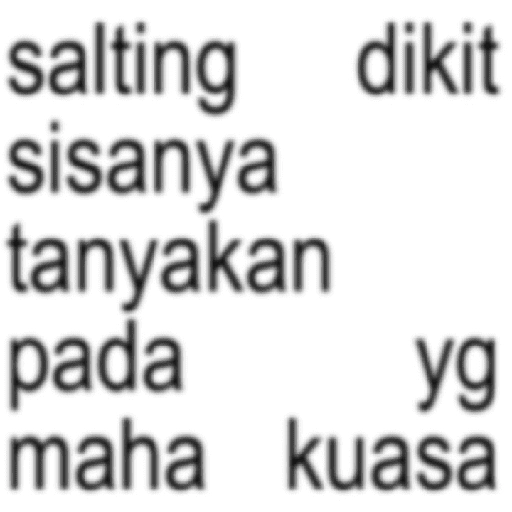 salting dikit
sisanya
tanyakan
pada yg
maha kuasa